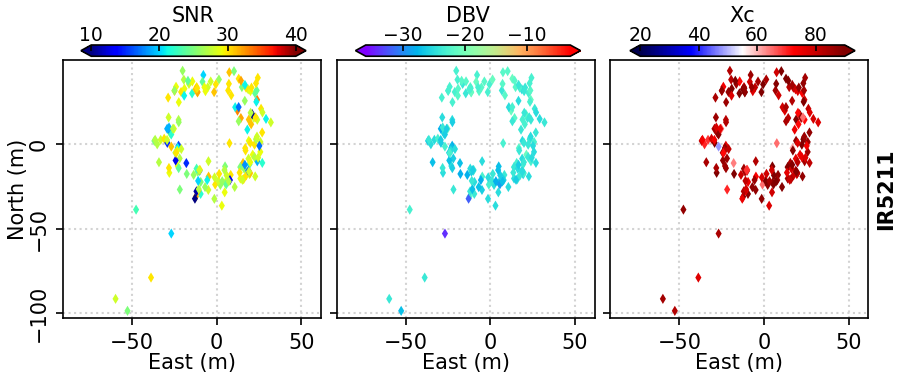 SNR
DBV
Xc
10 20 30 40
−30 −20 −10
20 40 60 80
North (m)
0
−50
−100
IR5211
−50 0 50
−50 0 50
−50 0 50
East (m)
East (m)
East (m)